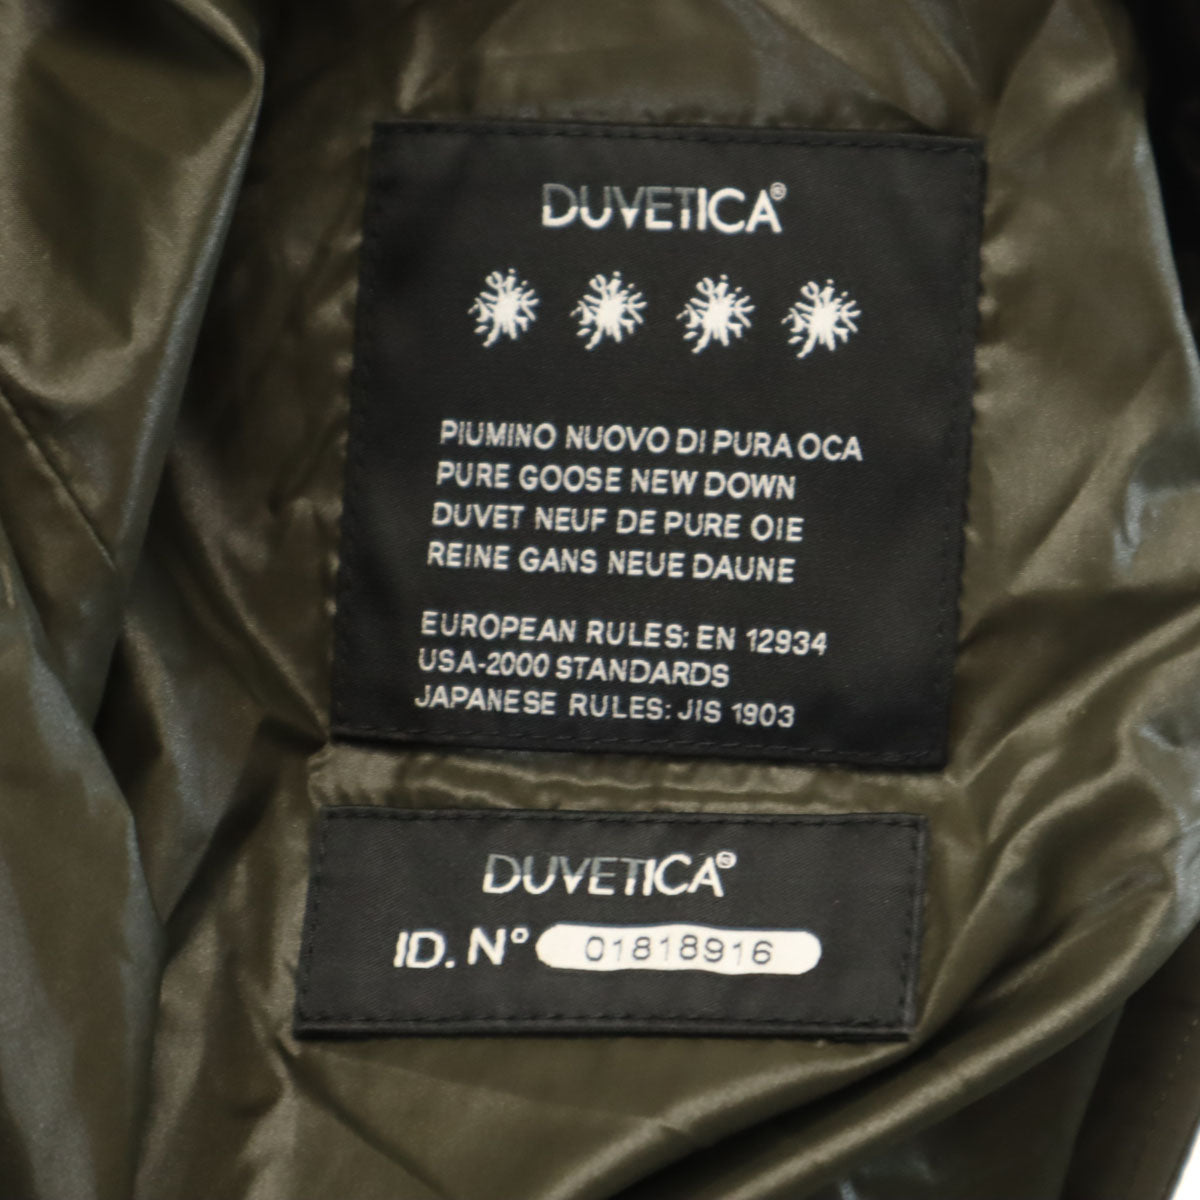 DUVETICA®
PIUMINO NUOVO DI PURA OCA
PURE GOOSE NEW DOWN
DUVET NEUF DE PURE OIE
REINE GANS NEUE DAUNE
EUROPEAN RULES: EN 12934
USA-2000 STANDARDS
JAPANESE RULES: JIS 1903
DUVETICA®
ID. N° 01818916